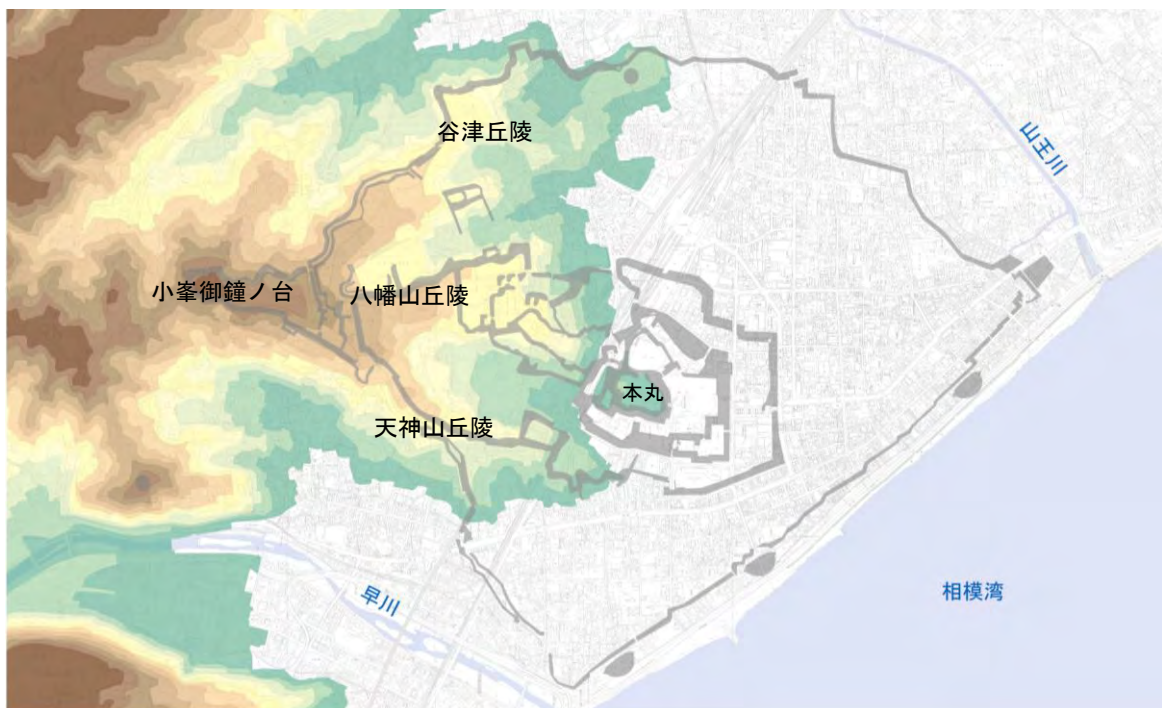 谷津丘陵
山王川
小峯御鐘ノ台
八幡山丘陵
本丸
天神山丘陵
早川
相模湾